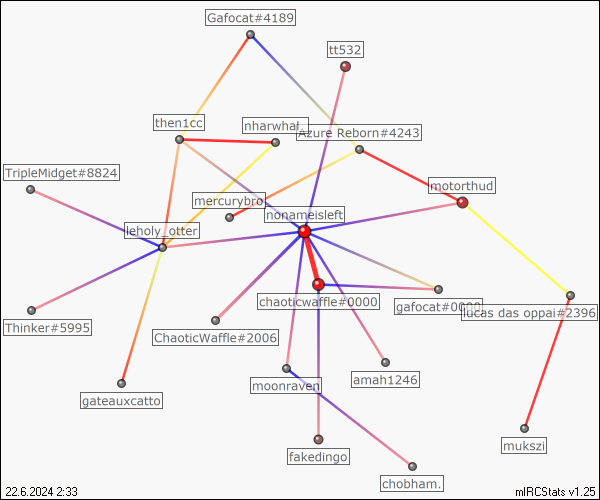 Gafocat#4189
tt532
then1cc
nharwhal_
Azure Reborn#4243
TripleMidget#8824
motorthud
mercurybro
nonameisleft
leholy_otter
chaoticwaffle#0000
gafocat#0000
lucas das oppai#2396
Thinker#5995
ChaoticWaffle#2006
moonraven
amah1246
gateauxcatto
mukszi
fakedingo
chobham.
22.6.2024 2:33
mIRCStats v1.25